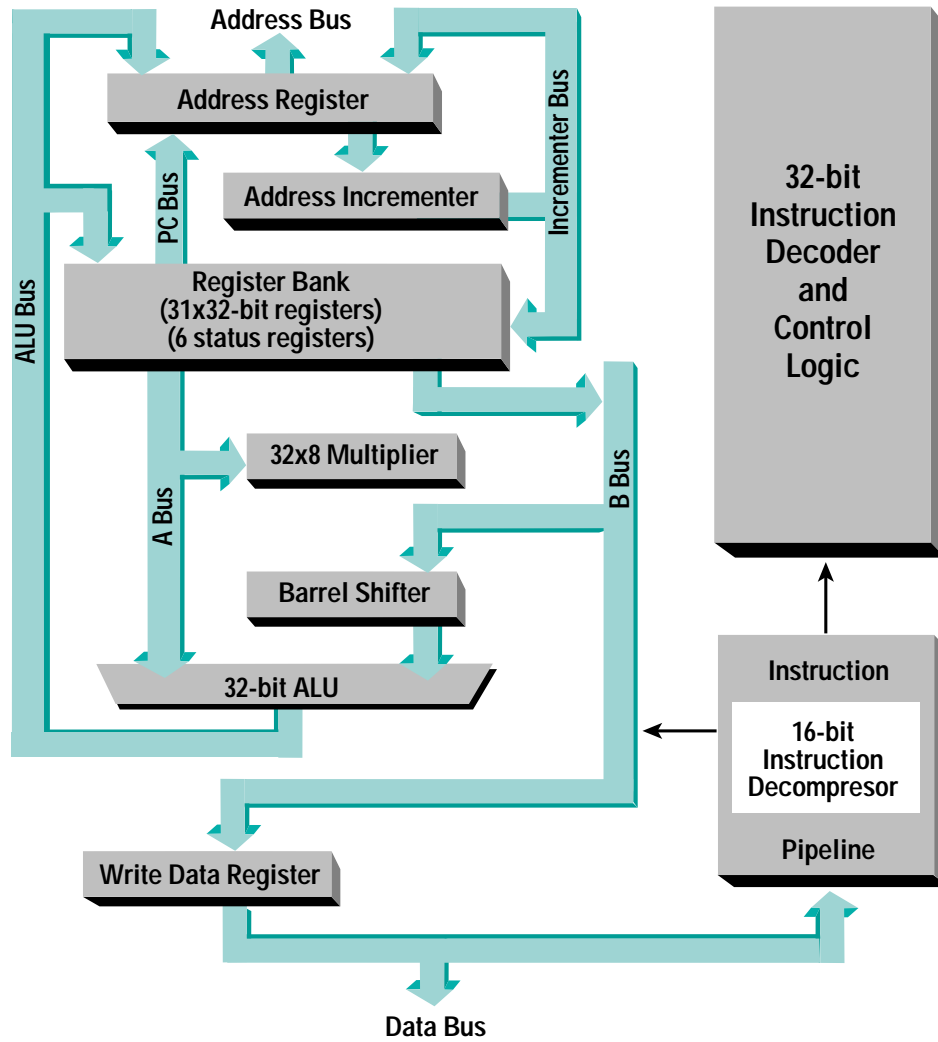 Address Bus
Address Register
Address Incrementer
PC Bus
Incrementer Bus
ALU Bus
Register Bank
(31x32-bit registers)
(6 status registers)
32x8 Multiplier
A Bus
B Bus
Barrel Shifter
32-bit ALU
Write Data Register
Data Bus
32-bit
Instruction
Decoder
and
Control
Logic
Instruction
16-bit
Instruction
Decompresor
Pipeline